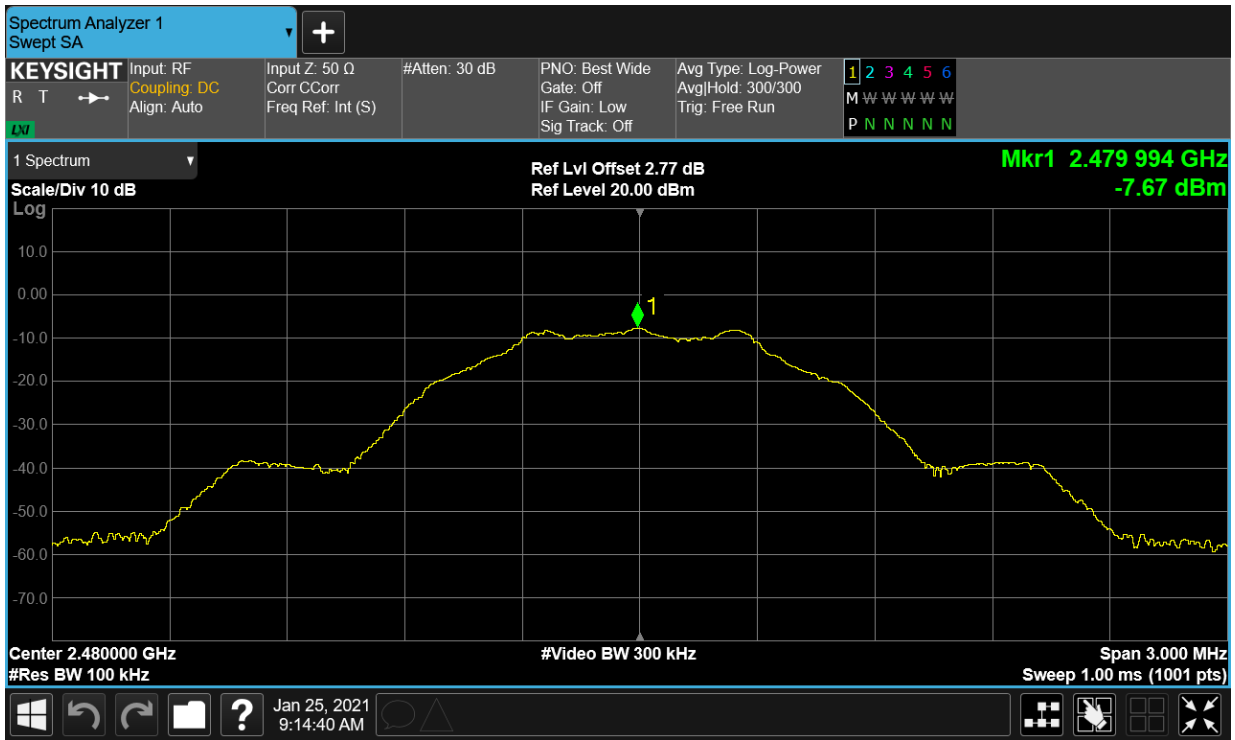 Spectrum Analyzer 1
Swept SA
KEYSIGHT
R T
LXI
Input: RF
Coupling: DC
Align: Auto
Input Z: 50 Ω
Corr CCorr
Freq Ref: Int (S)
#Atten: 30 dB
PNO: Best Wide
Gate: Off
IF Gain: Low
Sig Track: Off
Avg Type: Log-Power
Avg|Hold: 300/300
Trig: Free Run
1 2 3 4 5 6
M W W W W W
P N N N N N
1 Spectrum
Scale/Div 10 dB
Log
Ref Lvl Offset 2.77 dB
Ref Level 20.00 dBm
Mkr1 2.479 994 GHz
-7.67 dBm
1
10.0
0.00
-10.0
-20.0
-30.0
-40.0
-50.0
-60.0
-70.0
Center 2.480000 GHz
#Res BW 100 kHz
#Video BW 300 kHz
Span 3.000 MHz
Sweep 1.00 ms (1001 pts)
?
Jan 25, 2021
9:14:40 AM